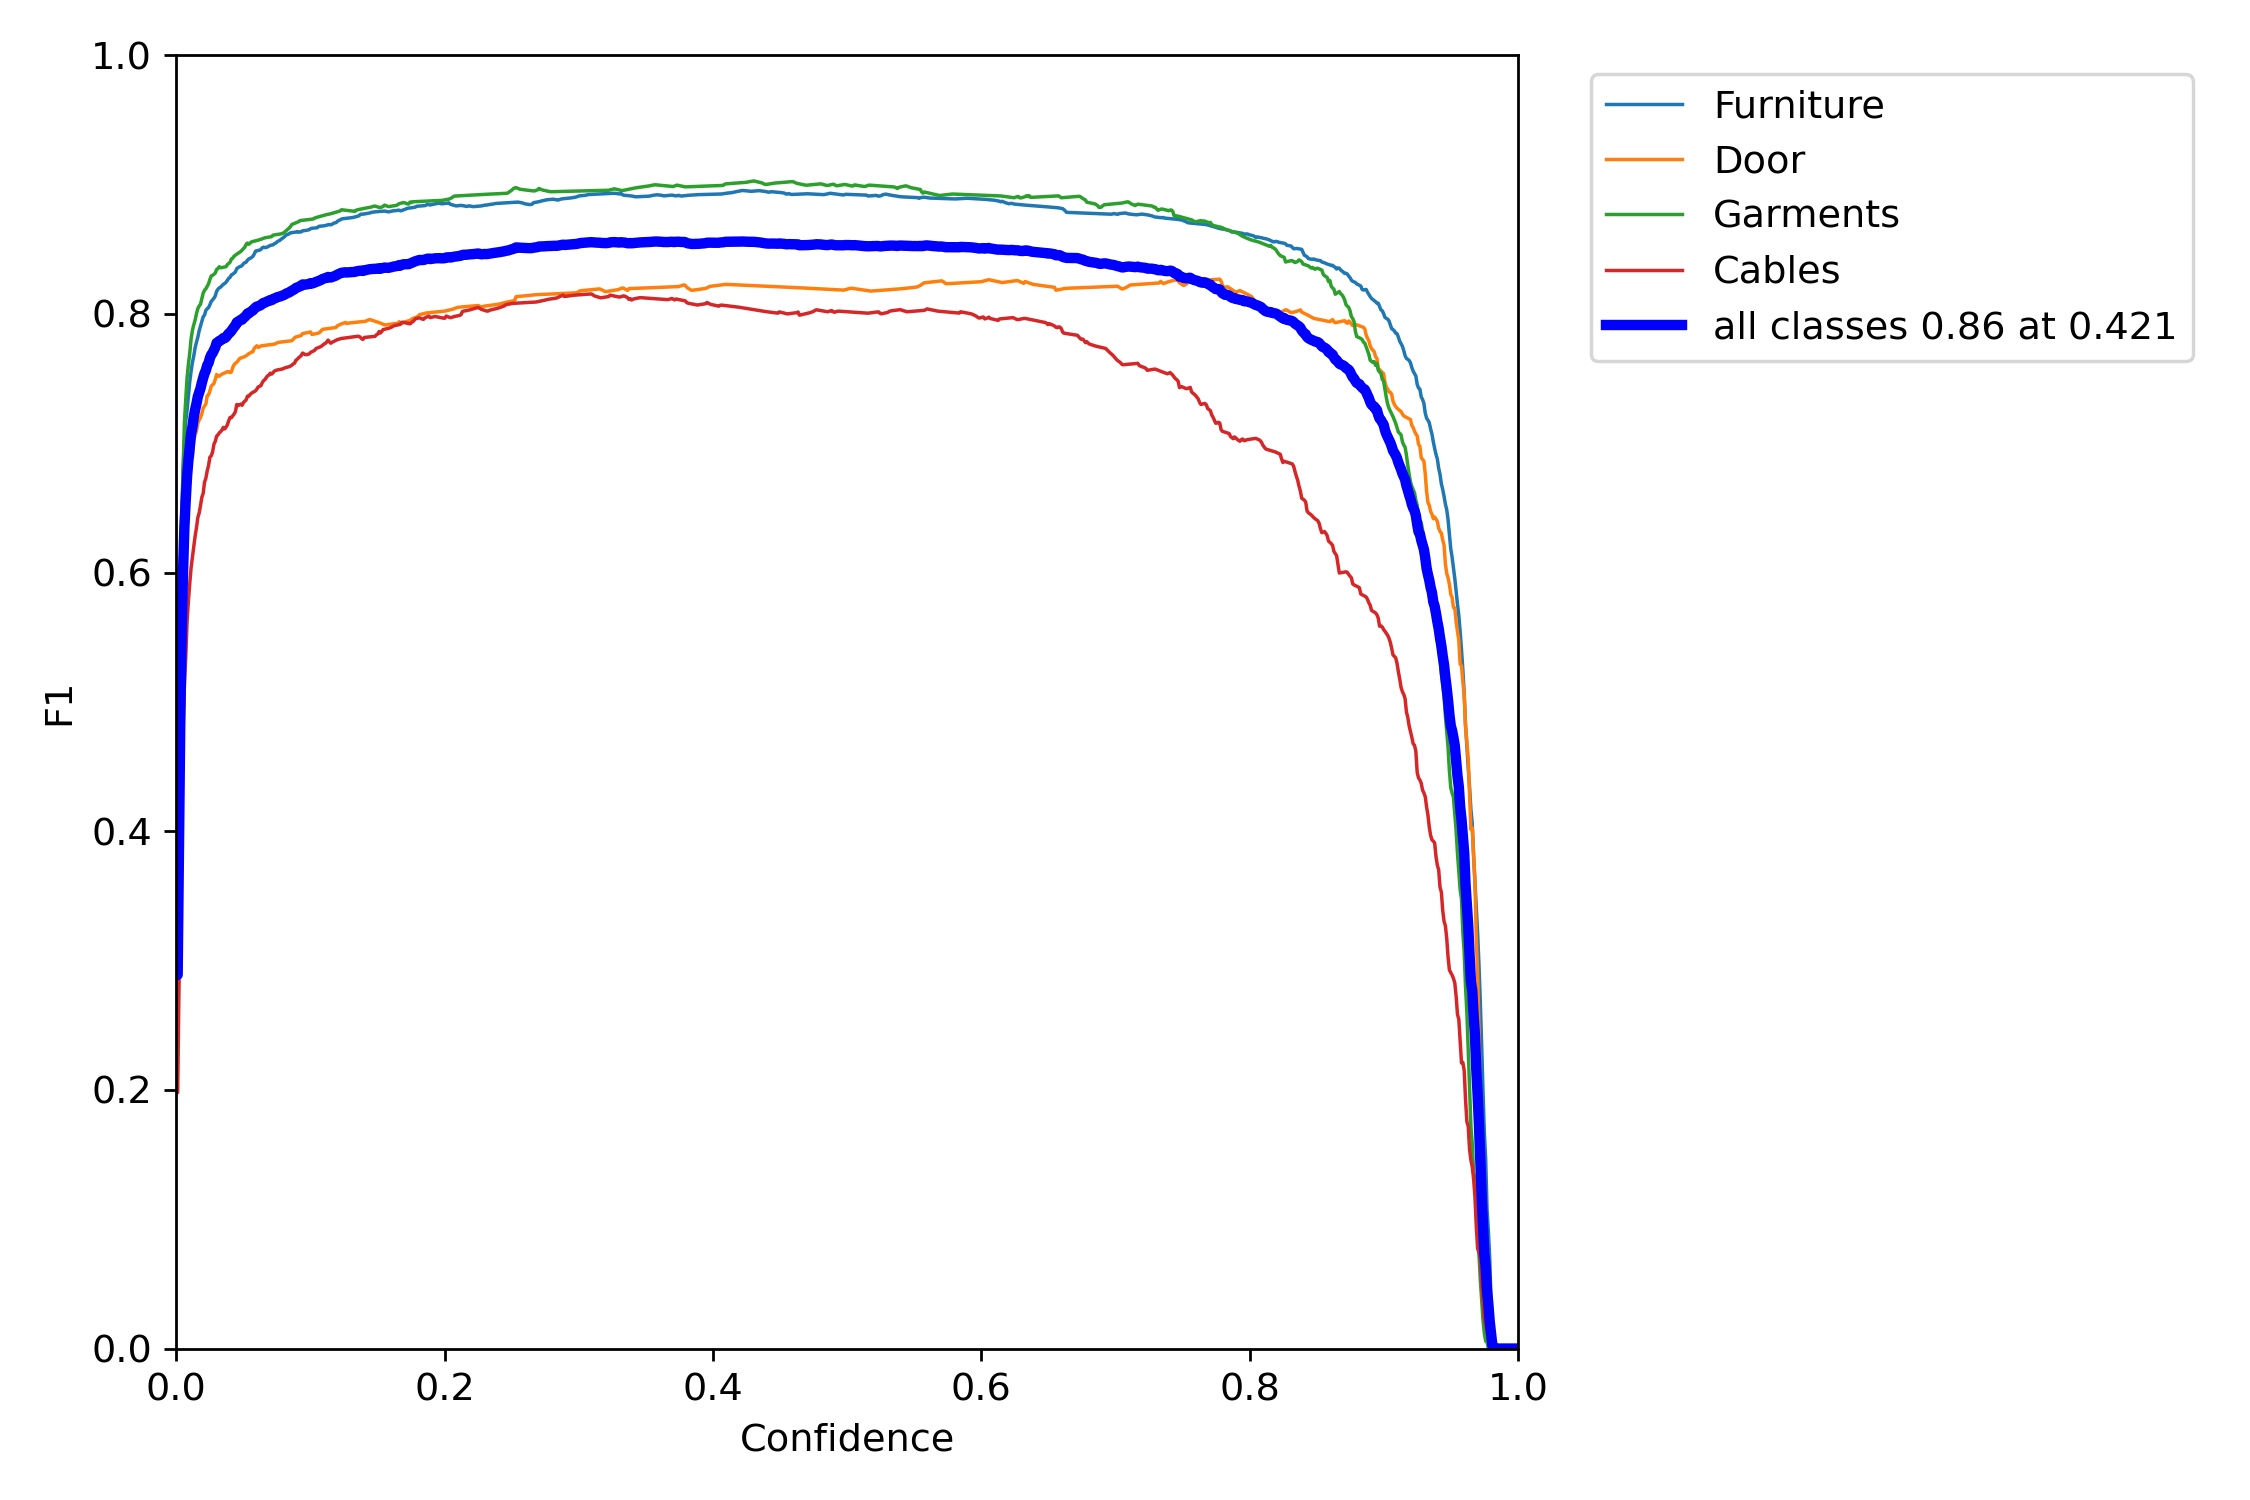 1.0
0.8
0.6
0.4
0.2
0.0
F1
0.0 0.2 0.4 0.6 0.8 1.0
Confidence
Furniture
Door
Garments
Cables
all classes 0.86 at 0.421